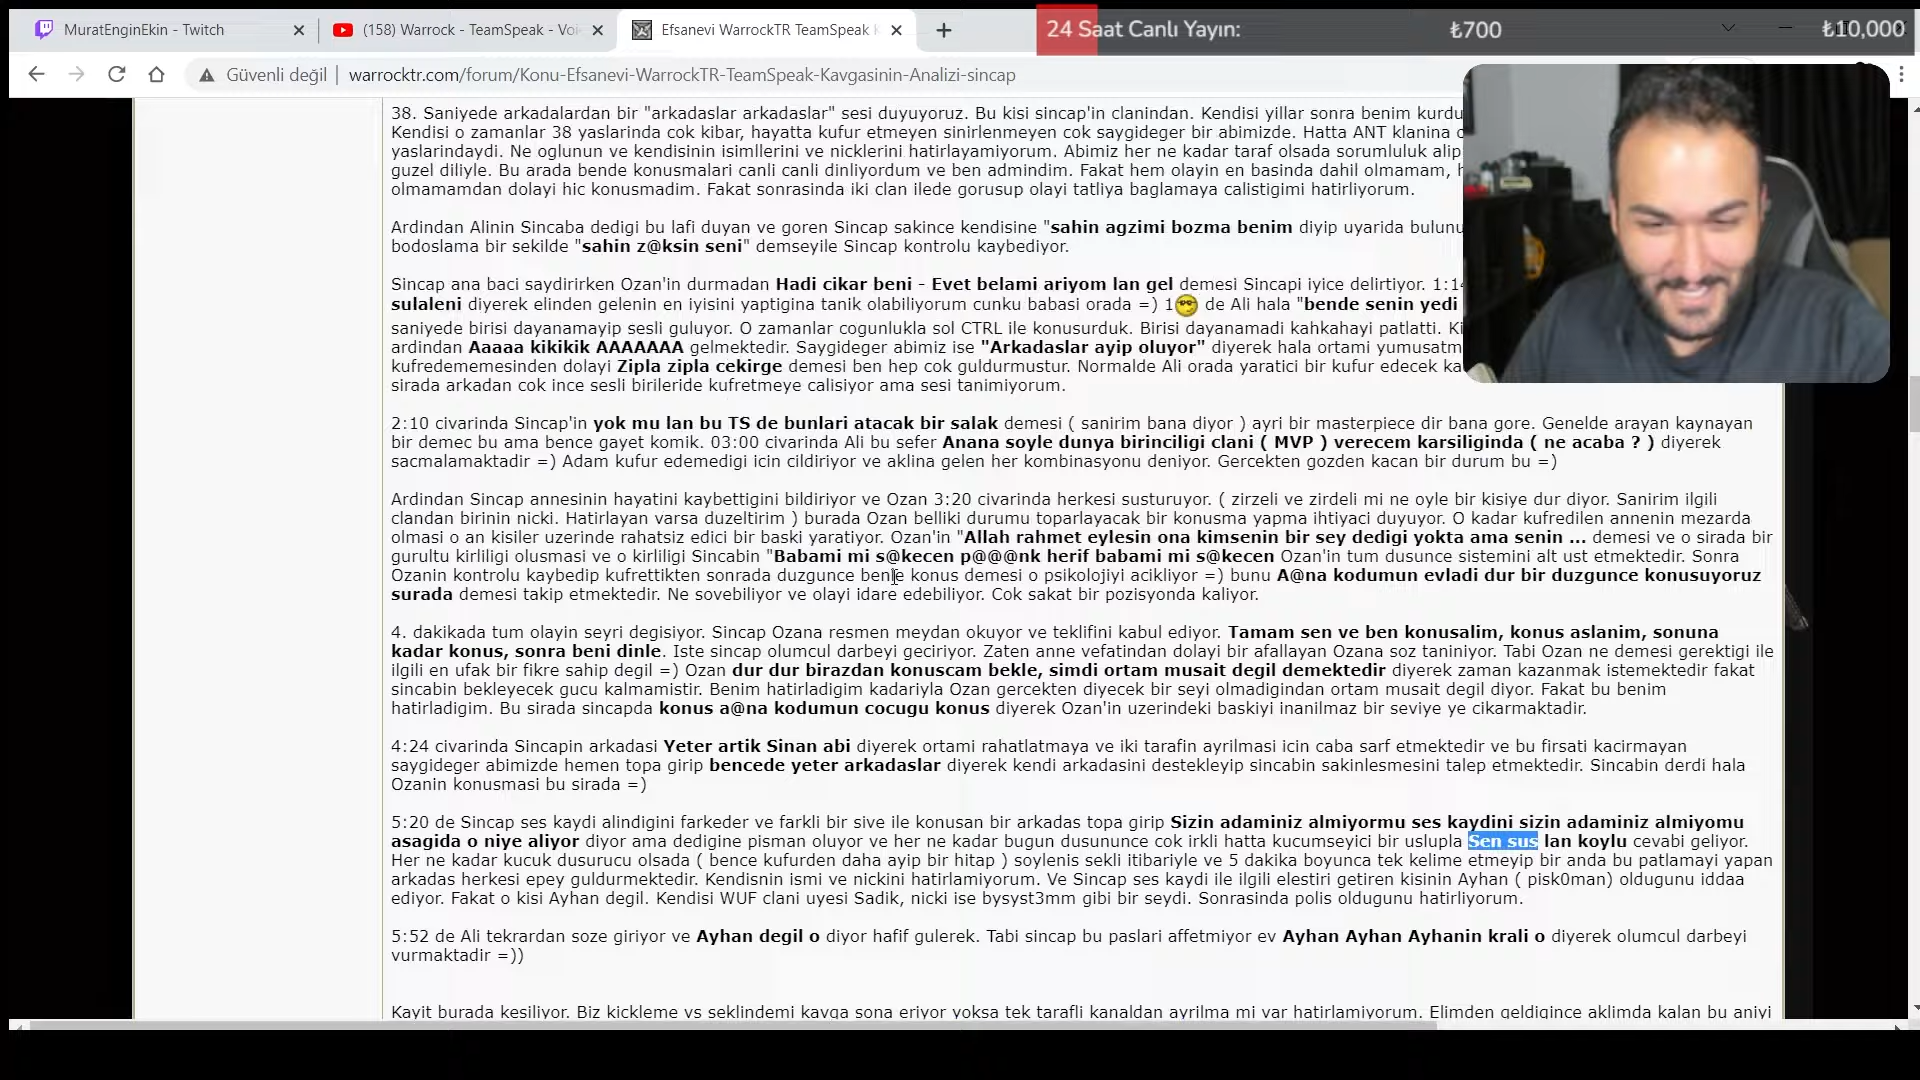 MuratEnginEkin - Twitch
(158) Warrock - TeamSpeak - Voi
Efsanevi WarrockTR TeamSpeak K
24 Saat Canlı Yayın:
₺700
₺10,000
Güvenli değil
warrocktr.com/forum/Konu-Efsanevi-WarrockTR-TeamSpeak-Kavgasinin-Analizi-sincap
38. Saniyede arkadalardan bir "arkadaslar arkadaslar" sesi duyuyoruz. Bu kisi sincap'in clanindan. Kendisi yillar sonra benim kurdu
Kendisi o zamanlar 38 yaslarinda cok kibar, hayatta kufur etmeyen sinirlenmeyen cok saygideger bir abimizde. Hatta ANT klanina
yaslarindaydi. Ne oglunun ve kendisinin isimllerini ve nicklerini hatirlayamiyorum. Abimiz her ne kadar taraf olsada sorumluluk alip
guzel diliyle. Bu arada bende konusmalari canli canli dinliyordum ve ben admindim. Fakat hem olayin en basinda dahil olmamam,
olmamamdan dolayi hic konusmadim. Fakat sonrasinda iki clan ilede gorusup olayi tatliya baglamaya calistigimi hatirliyorum.
Ardindan Alinin Sincaba dedigi bu lafi duyan ve goren Sincap sakince kendisine "sahin agzimi bozma benim diyip uyarida bulunu
bodoslama bir sekilde "sahin z@ksin seni" demseyile Sincap kontrolu kaybediyor.
Sincap ana baci saydirirken Ozan'in durmadan Hadi cikar beni - Evet belami ariyom lan gel demesi Sincapi iyice delirtiyor. 1:14
sulaleni diyerek elinden gelenin en iyisini yaptigina tanik olabiliyorum cunku babasi orada =) 1 de Ali hala "bende senin yedi
saniyede birisi dayanamayip sesli guluyor. O zamanlar cogunlukla sol CTRL ile konusurduk. Birisi dayanamadi kahkahayi patlatti. Ki
ardindan Aaaaa kikikik AAAAAAA gelmektedir. Saygideger abimiz ise "Arkadaslar ayip oluyor" diyerek hala ortami yumusatm
kufredememesinden dolayi Zipla zipla cekirge demesi ben hep cok guldurmustur. Normalde Ali orada yaratici bir kufur edecek ka
sirada arkadan cok ince sesli birileride kufretmeye calisiyor ama sesi tanimiyorum.
2:10 civarinda Sincap'in yok mu lan bu TS de bunlari atacak bir salak demesi ( sanirim bana diyor ) ayri bir masterpiece dir bana gore. Genelde arayan kaynayan
bir demec bu ama bence gayet komik. 03:00 civarinda Ali bu sefer Anana soyle dunya birinciligi clani ( MVP ) verecem karsiliginda ( ne acaba ? ) diyerek
sacmalamaktadir =) Adam kufur edemedigi icin cildiriyor ve aklina gelen her kombinasyonu deniyor. Gercekten gozden kacan bir durum bu =)
Ardindan Sincap annesinin hayatini kaybettigini bildiriyor ve Ozan 3:20 civarinda herkesi susturuyor. ( zirzeli ve zirdeli mi ne oyle bir kisiye dur diyor. Sanirim ilgili
clandan birinin nicki. Hatirlayan varsa duzeltirim ) burada Ozan belliki durumu toparlayacak bir konusma yapma ihtiyaci duyuyor. O kadar kufredilen annenin mezarda
olmasi o an kisiler uzerinde rahatsiz edici bir baski yaratiyor. Ozan'in "Allah rahmet eylesin ona kimsenin bir sey dedigi yokta ama senin ... demesi ve o sirada bir
gurultu kirliligi olusmasi ve o kirliligi Sincabin "Babami mi s@kecen p@@@nk herif babami mi s@kecen Ozan'in tum dusunce sistemini alt ust etmektedir. Sonra
Ozanin kontrolu kaybedip kufrettikten sonrada duzgunce benle konus demesi o psikolojiyi acikliyor =) bunu A@na kodumun evladi dur bir duzgunce konusuyoruz
surada demesi takip etmektedir. Ne sovebiliyor ve olayi idare edebiliyor. Cok sakat bir pozisyonda kaliyor.
4. dakikada tum olayin seyri degisiyor. Sincap Ozana resmen meydan okuyor ve teklifini kabul ediyor. Tamam sen ve ben konusalim, konus aslanim, sonuna
kadar konus, sonra beni dinle. Iste sincap olumcul darbeyi geciriyor. Zaten anne vefatindan dolayi bir afallayan Ozana soz taniniyor. Tabi Ozan ne demesi gerektigi ile
ilgili en ufak bir fikre sahip degil =) Ozan dur dur birazdan konuscam bekle, simdi ortam musait degil demektedir diyerek zaman kazanmak istemektedir fakat
sincabin bekleyecek gucu kalmamistir. Benim hatirladigim kadariyla Ozan gercekten diyecek bir seyi olmadigindan ortam musait degil diyor. Fakat bu benim
hatirladigim. Bu sirada sincapda konus a@na kodumun cocugu konus diyerek Ozan'in uzerindeki baskiyi inanilmaz bir seviye ye cikarmaktadir.
4:24 civarinda Sincapin arkadasi Yeter artik Sinan abi diyerek ortami rahatlatmaya ve iki tarafin ayrilmasi icin caba sarf etmektedir ve bu firsati kacirmayan
saygideger abimizde hemen topa girip bencede yeter arkadaslar diyerek kendi arkadasini destekleyip sincabin sakinlesmesini talep etmektedir. Sincabin derdi hala
Ozanin konusmasi bu sirada =)
5:20 de Sincap ses kaydi alindigini farkeder ve farkli bir sive ile konusan bir arkadas topa girip Sizin adaminiz almiyormu ses kaydini sizin adaminiz almiyomu
asagida o niye aliyor diyor ama dedigine pisman oluyor ve her ne kadar bugun dusununce cok irkli hatta kucumseyici bir uslupla Sen sus lan koylu cevabi geliyor.
Her ne kadar kucuk dusurucu olsada ( bence kufurden daha ayip bir hitap ) soylenis sekli itibariyle ve 5 dakika boyunca tek kelime etmeyip bir anda bu patlamayi yapan
arkadas herkesi epey guldurmektedir. Kendisnin ismi ve nickini hatirlamiyorum. Ve Sincap ses kaydi ile ilgili elestiri getiren kisinin Ayhan ( pisk0man) oldugunu iddaa
ediyor. Fakat o kisi Ayhan degil. Kendisi WUF clani uyesi Sadik, nicki ise bysyst3mm gibi bir seydi. Sonrasinda polis oldugunu hatirliyorum.
5:52 de Ali tekrardan soze giriyor ve Ayhan degil o diyor hafif gulerek. Tabi sincap bu paslari affetmiyor ev Ayhan Ayhan Ayhanin krali o diyerek olumcul darbeyi
vurmaktadir =))
Kayit burada kesiliyor. Biz kickleme vs seklindemi kavga sona eriyor yoksa tek tarafli kanaldan ayrilma mi var hatirlamiyorum. Elimden geldigince aklimda kalan bu aniyi